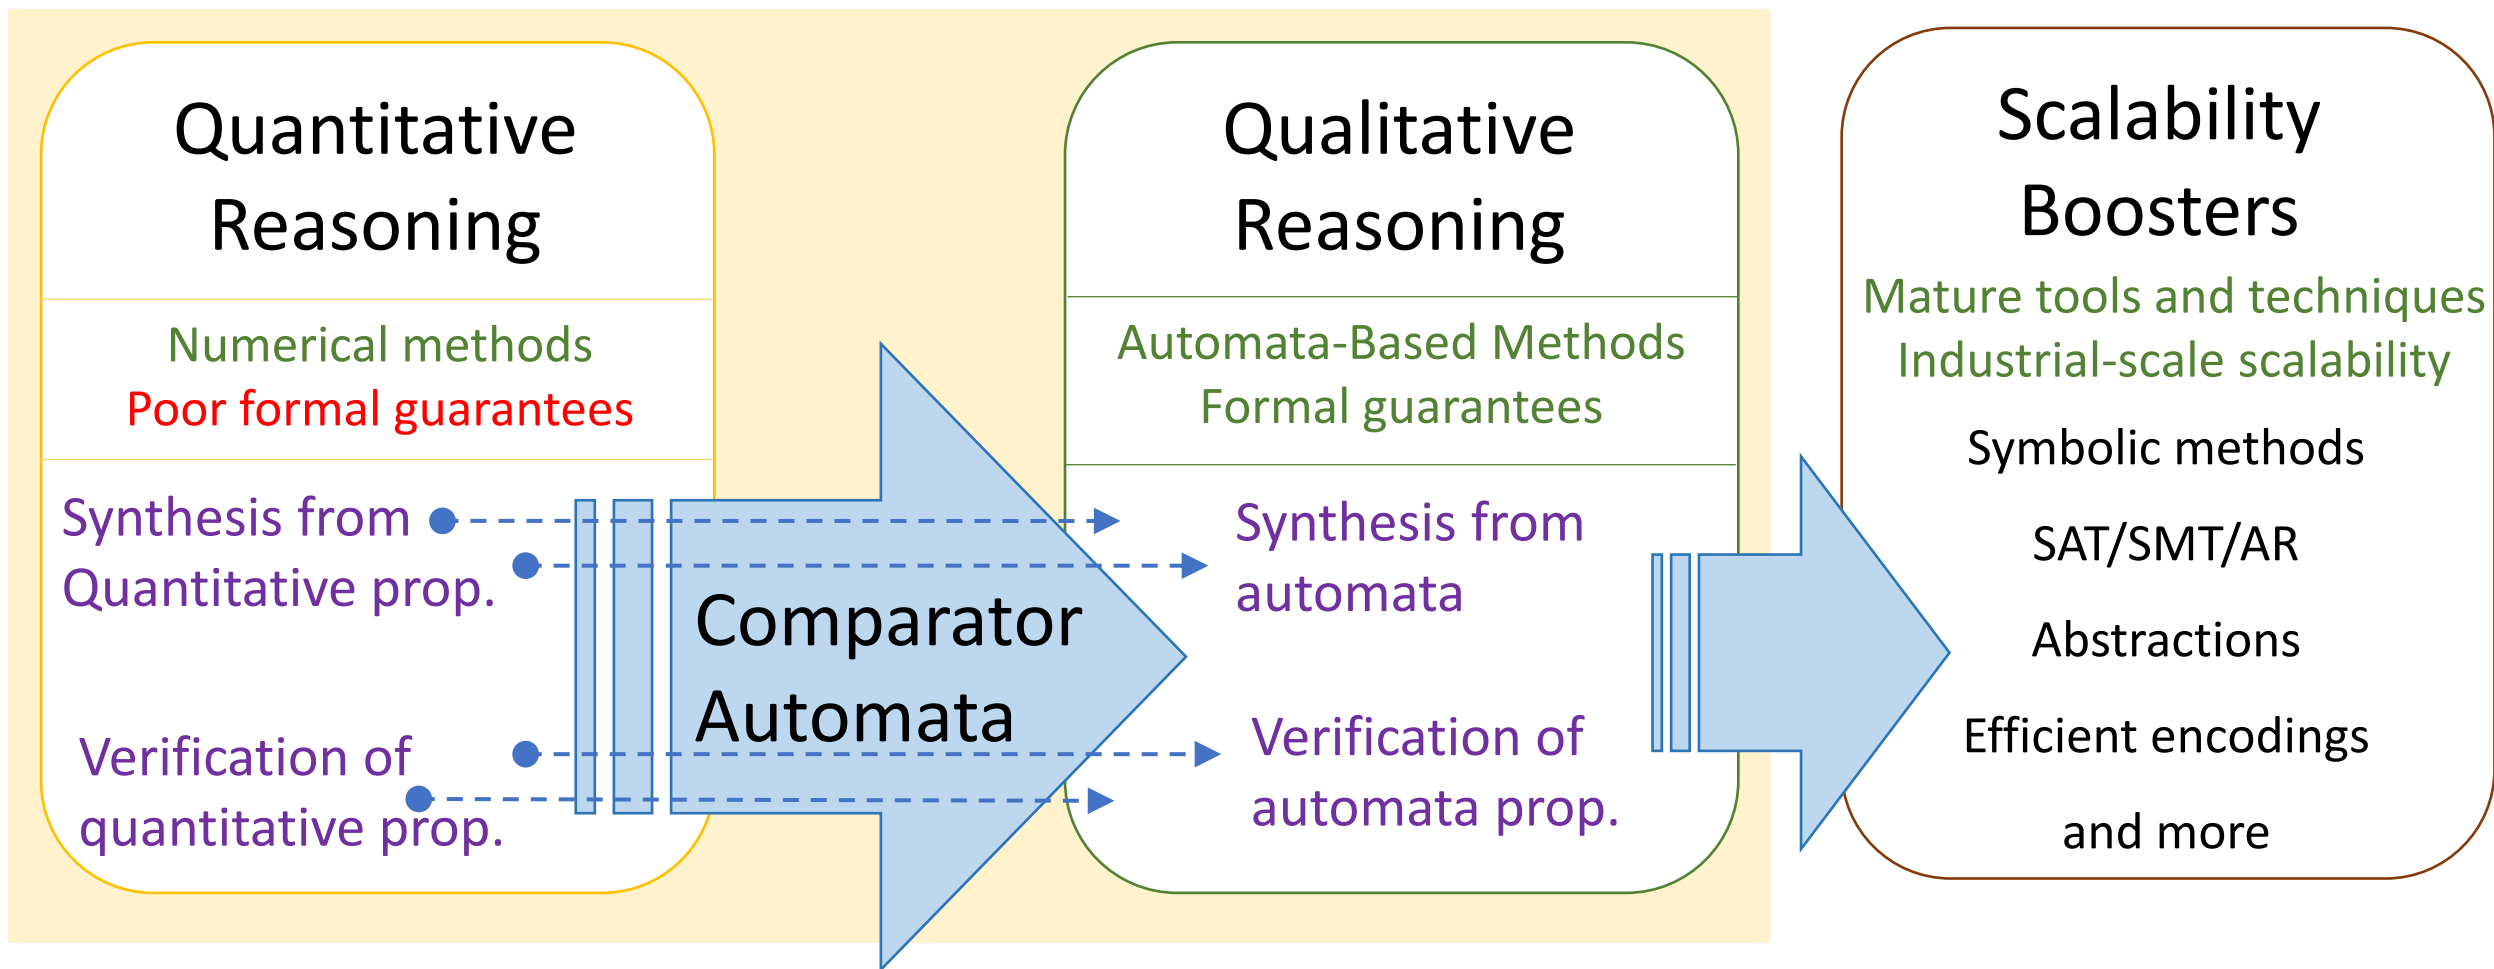 Quantitative
Reasoning
Numerical methods
Poor formal guarantees
Synthesis from
Quantitative prop.
Verification of
quantitative prop.
Comparator
Automata
Qualitative
Reasoning
Automata-Based Methods
Formal guarantees
Synthesis from
automata
Verification of
automata prop.
Scalability
Boosters
Mature tools and techniques
Industrial-scale scalability
Symbolic methods
SAT/SMT/AR
Abstractions
Efficient encodings
and more